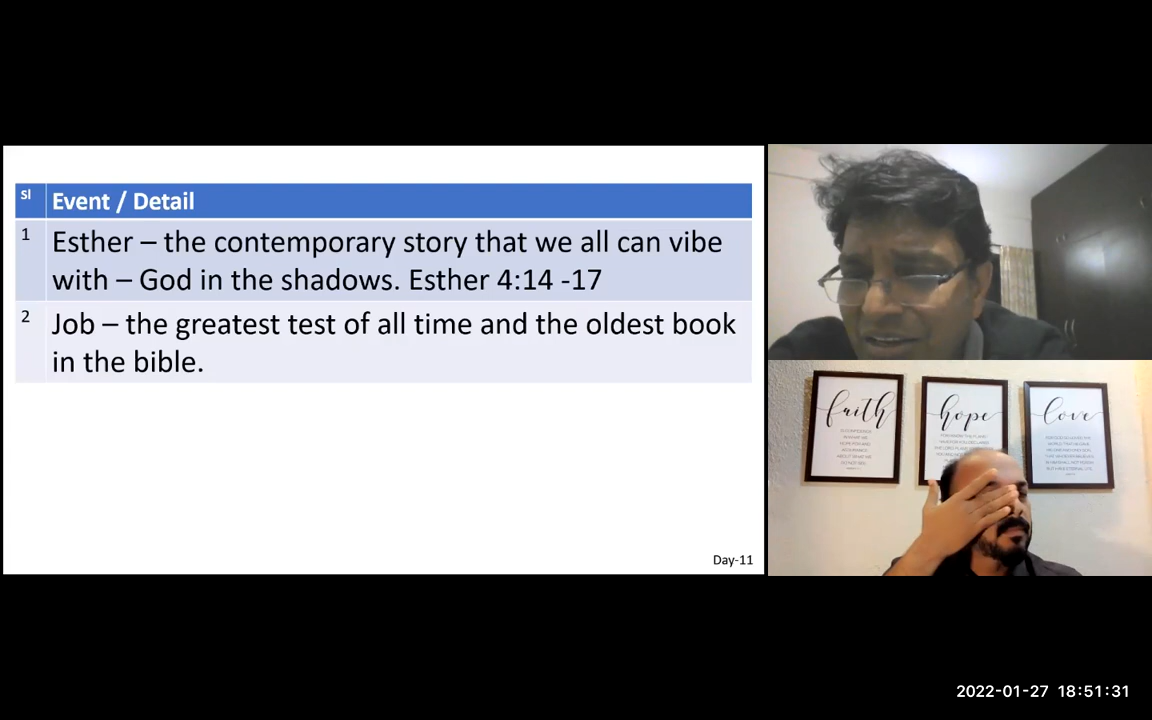 Sl Event / Detail
1 Esther – the contemporary story that we all can vibe
with – God in the shadows. Esther 4:14 -17
2 Job – the greatest test of all time and the oldest book
in the bible.
Day-11
faith
hope
love
2022-01-27 18:51:31